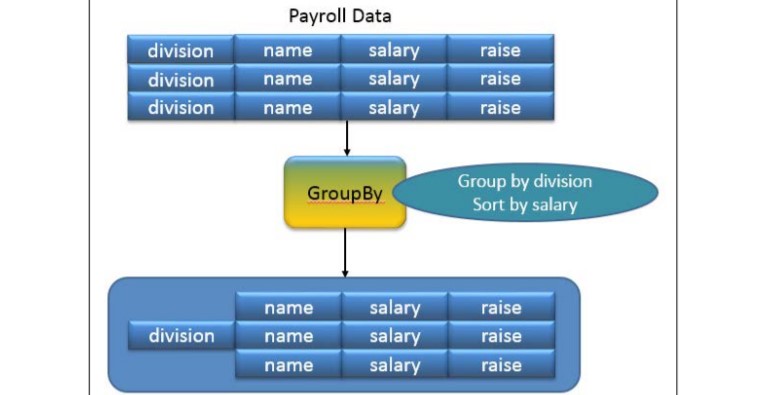 Payroll Data
division name salary raise
division name salary raise
division name salary raise
GroupBy
Group by division
Sort by salary
name salary raise
division name salary raise
name salary raise